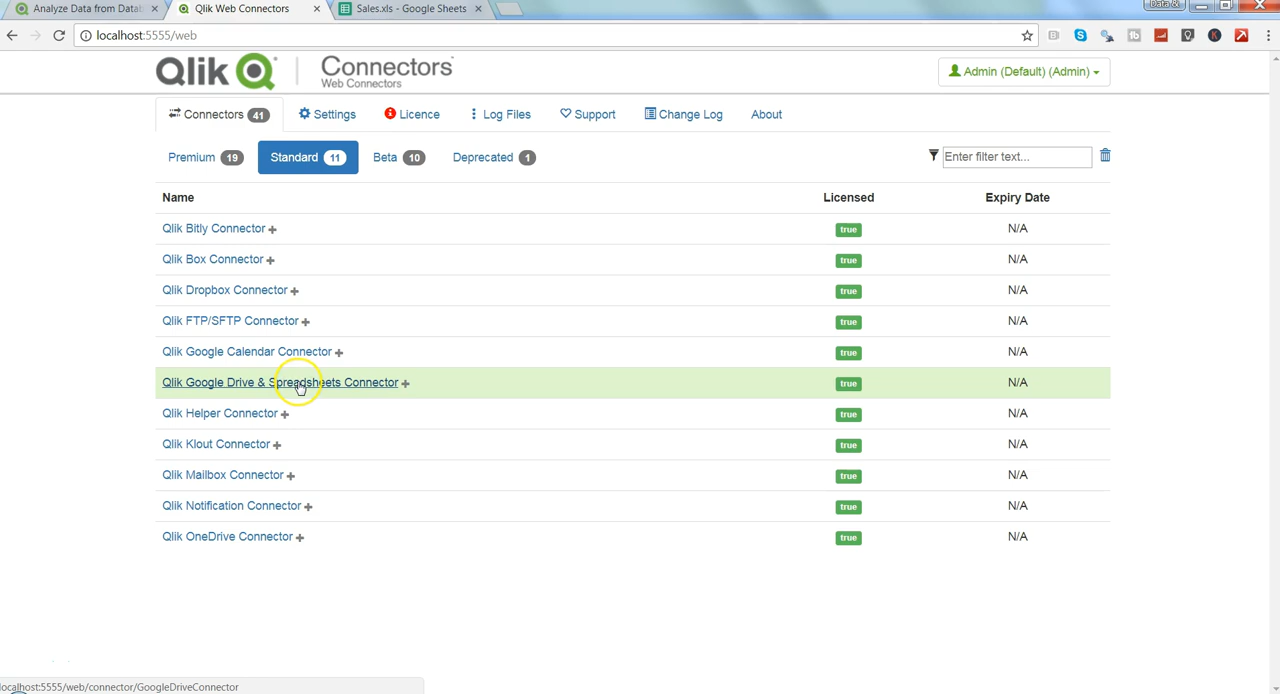 Analyze Data from Datab
Qlik Web Connectors
Sales.xls - Google Sheets
Data &
localhost:5555/web
Qlik
Connectors
Web Connectors
Admin (Default) (Admin)
Connectors 41
Settings
Licence
Log Files
Support
Change Log
About
Premium 19
Standard 11
Beta 10
Deprecated 1
Enter filter text...
Name Licensed Expiry Date
Qlik Bitly Connector true N/A
Qlik Box Connector true N/A
Qlik Dropbox Connector true N/A
Qlik FTP/SFTP Connector true N/A
Qlik Google Calendar Connector true N/A
Qlik Google Drive & Spreadsheets Connector true N/A
Qlik Helper Connector true N/A
Qlik Klout Connector true N/A
Qlik Mailbox Connector true N/A
Qlik Notification Connector true N/A
Qlik OneDrive Connector true N/A
localhost:5555/web/connector/GoogleDriveConnector